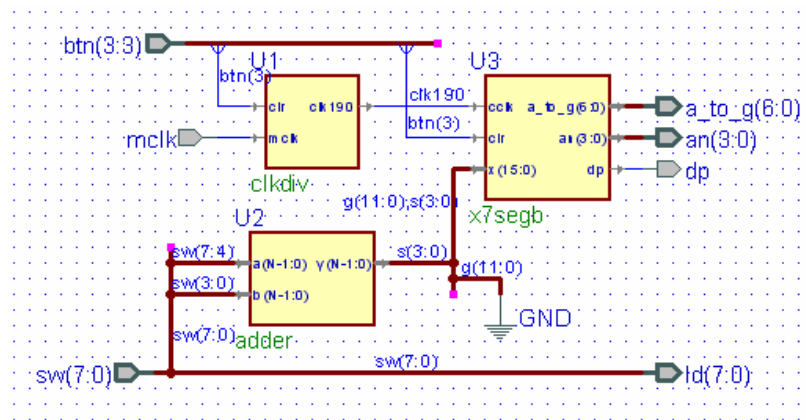 btn(3:3)
U1
U3
btn(3)
clr
clk190
mclk
clk190
cclk
a_to_g(6:0)
a_to_g(6:0)
btn(3)
clr
an(3:0)
an(3:0)
mclk
x(15:0)
dp
dp
clkdiv
g(11:0),s(3:0)
x7segb
U2
sw(7:4)
a(N-1:0)
y(N-1:0)
s(3:0)
g(11:0)
sw(3:0)
b(N-1:0)
GND
sw(7:0)
adder
sw(7:0)
sw(7:0)
ld(7:0)